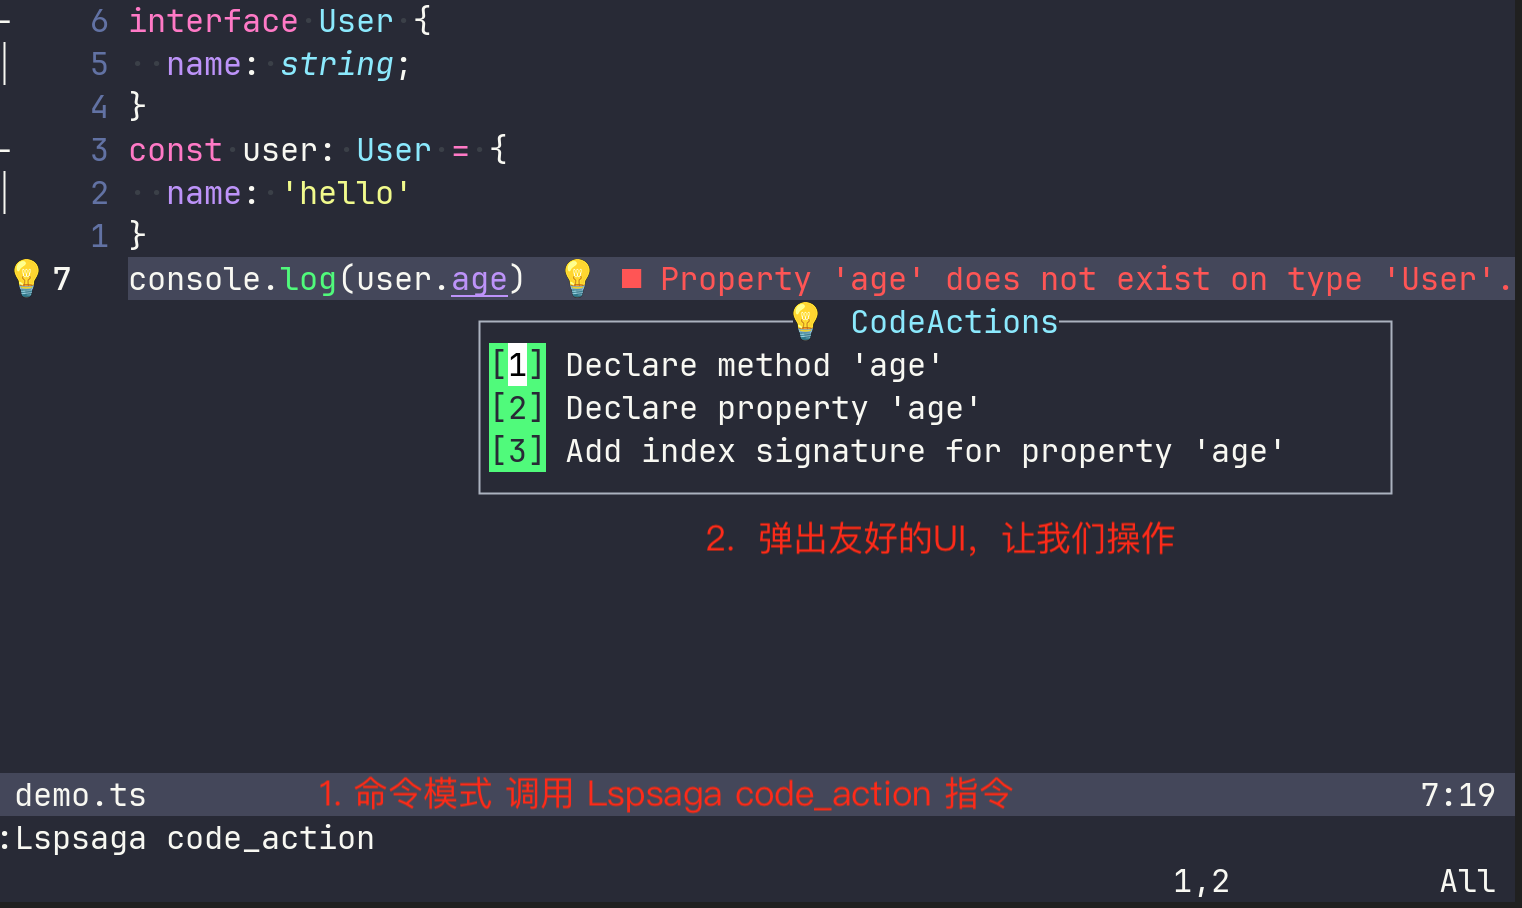 6 interface User {
5 name: string;
4 }
3 const user: User = {
2 name: 'hello'
1 }
7 console.log(user.age) ■ Property 'age' does not exist on type 'User'.
CodeActions
[1] Declare method 'age'
[2] Declare property 'age'
[3] Add index signature for property 'age'
2. 弹出友好的UI，让我们操作
demo.ts 1. 命令模式 调用 Lspsaga code_action 指令 7:19
:Lspsaga code_action
1,2 All